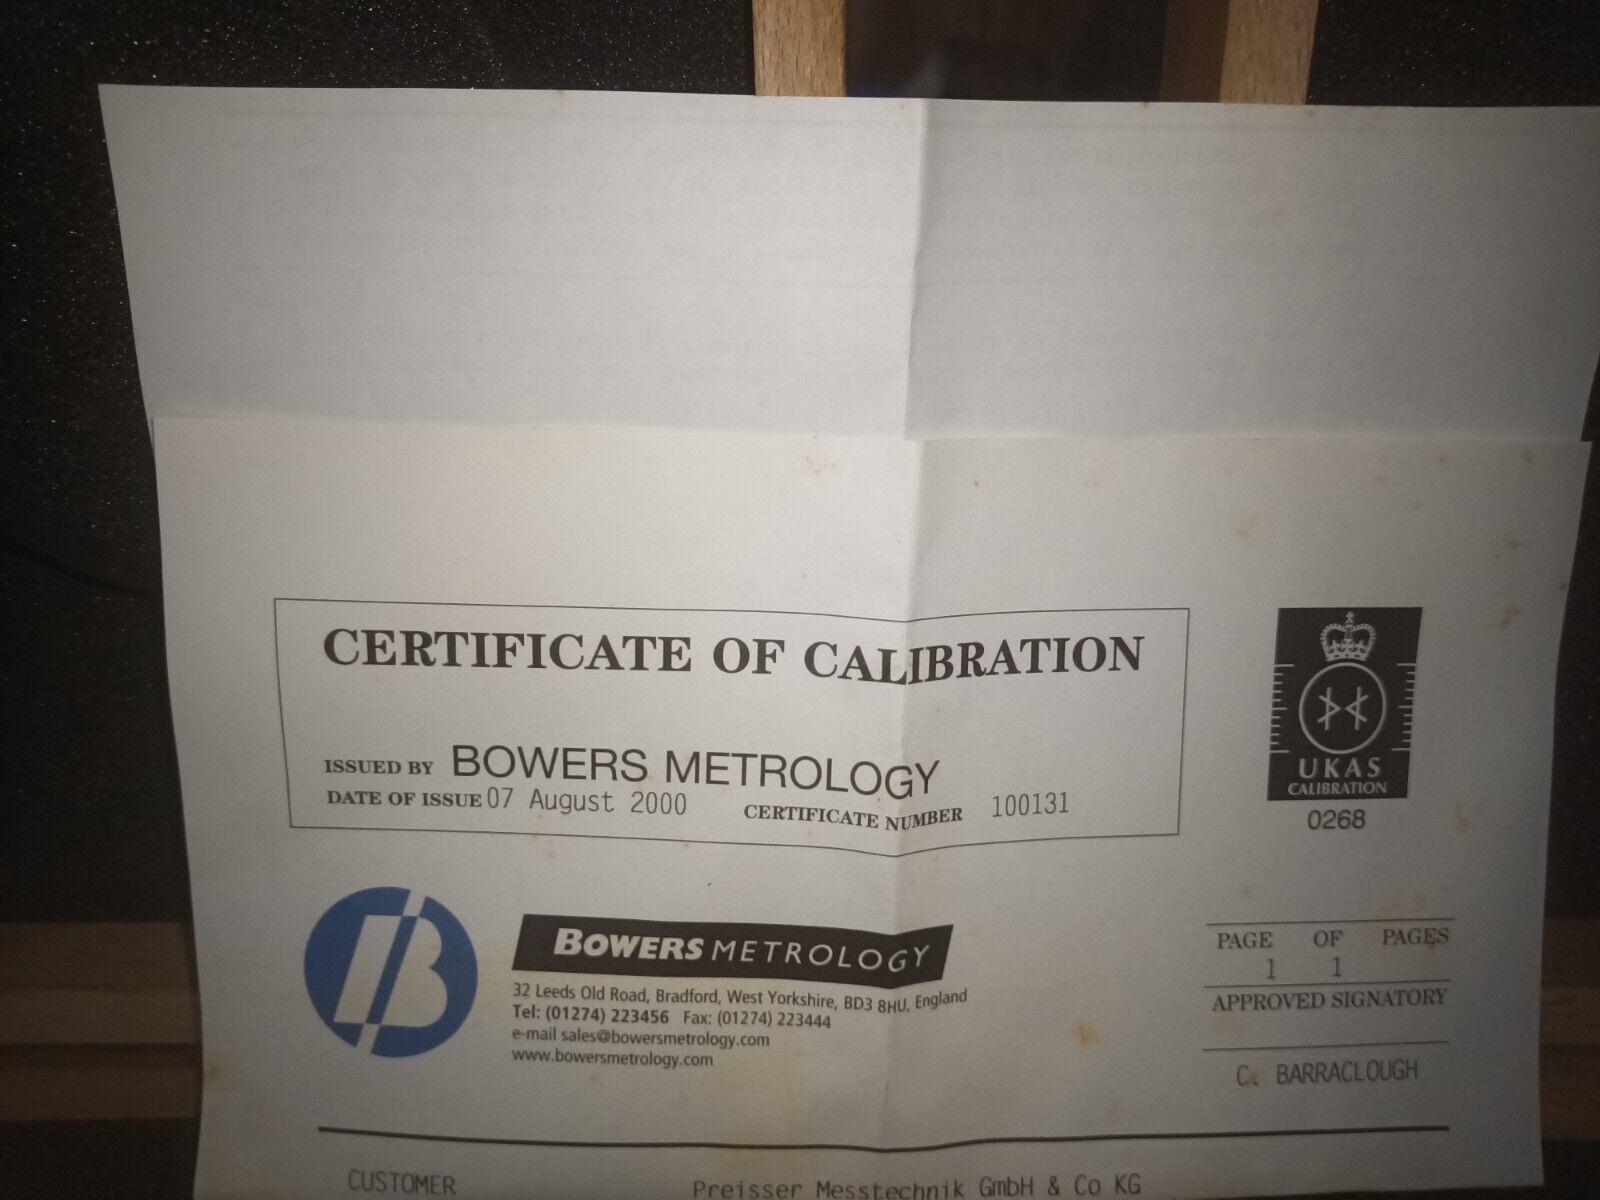 CERTIFICATE OF CALIBRATION
ISSUED BY BOWERS METROLOGY
DATE OF ISSUE 07 August 2000 CERTIFICATE NUMBER 100131
UKAS
CALIBRATION
0268
B
BOWERS METROLOGY
32 Leeds Old Road, Bradford, West Yorkshire, BD3 8HU, England
Tel: (01274) 223456 Fax: (01274) 223444
e-mail sales@bowersmetrology.com
www.bowersmetrology.com
PAGE OF PAGES
1 1
APPROVED SIGNATORY
C. BARRACLOUGH
CUSTOMER Preisser Messtechnik GmbH & Co KG